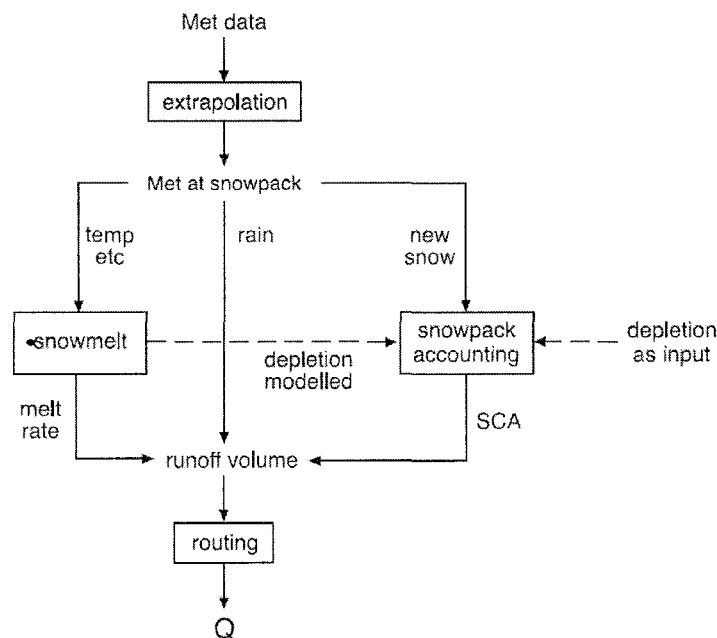 Met data
extrapolation
Met at snowpack
temp
etc
rain
new
snow
snowmelt
depletion
modelled
snowpack
accounting
depletion
as input
melt
rate
SCA
runoff volume
routing
Q